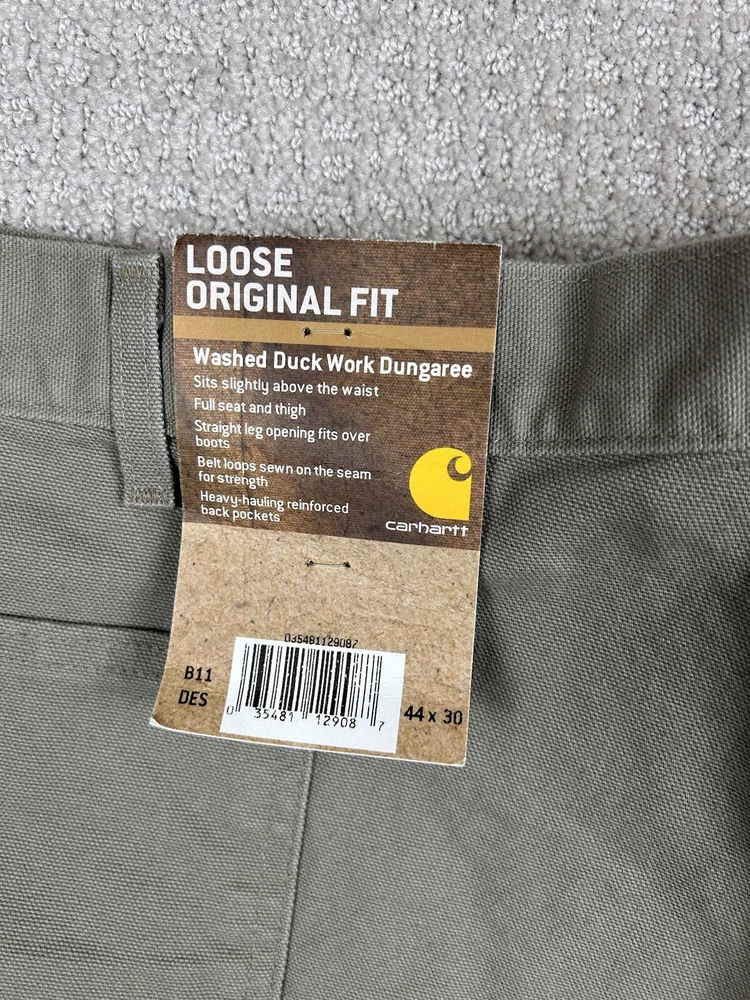 LOOSE
ORIGINAL FIT
Washed Duck Work Dungaree
Sits slightly above the waist
Full seat and thigh
Straight leg opening fits over
boots
Belt loops sewn on the seam
for strength
Heavy-hauling reinforced
back pockets
carhartt
035481129087
B11
DES
0 35481 12908 7
44 x 30